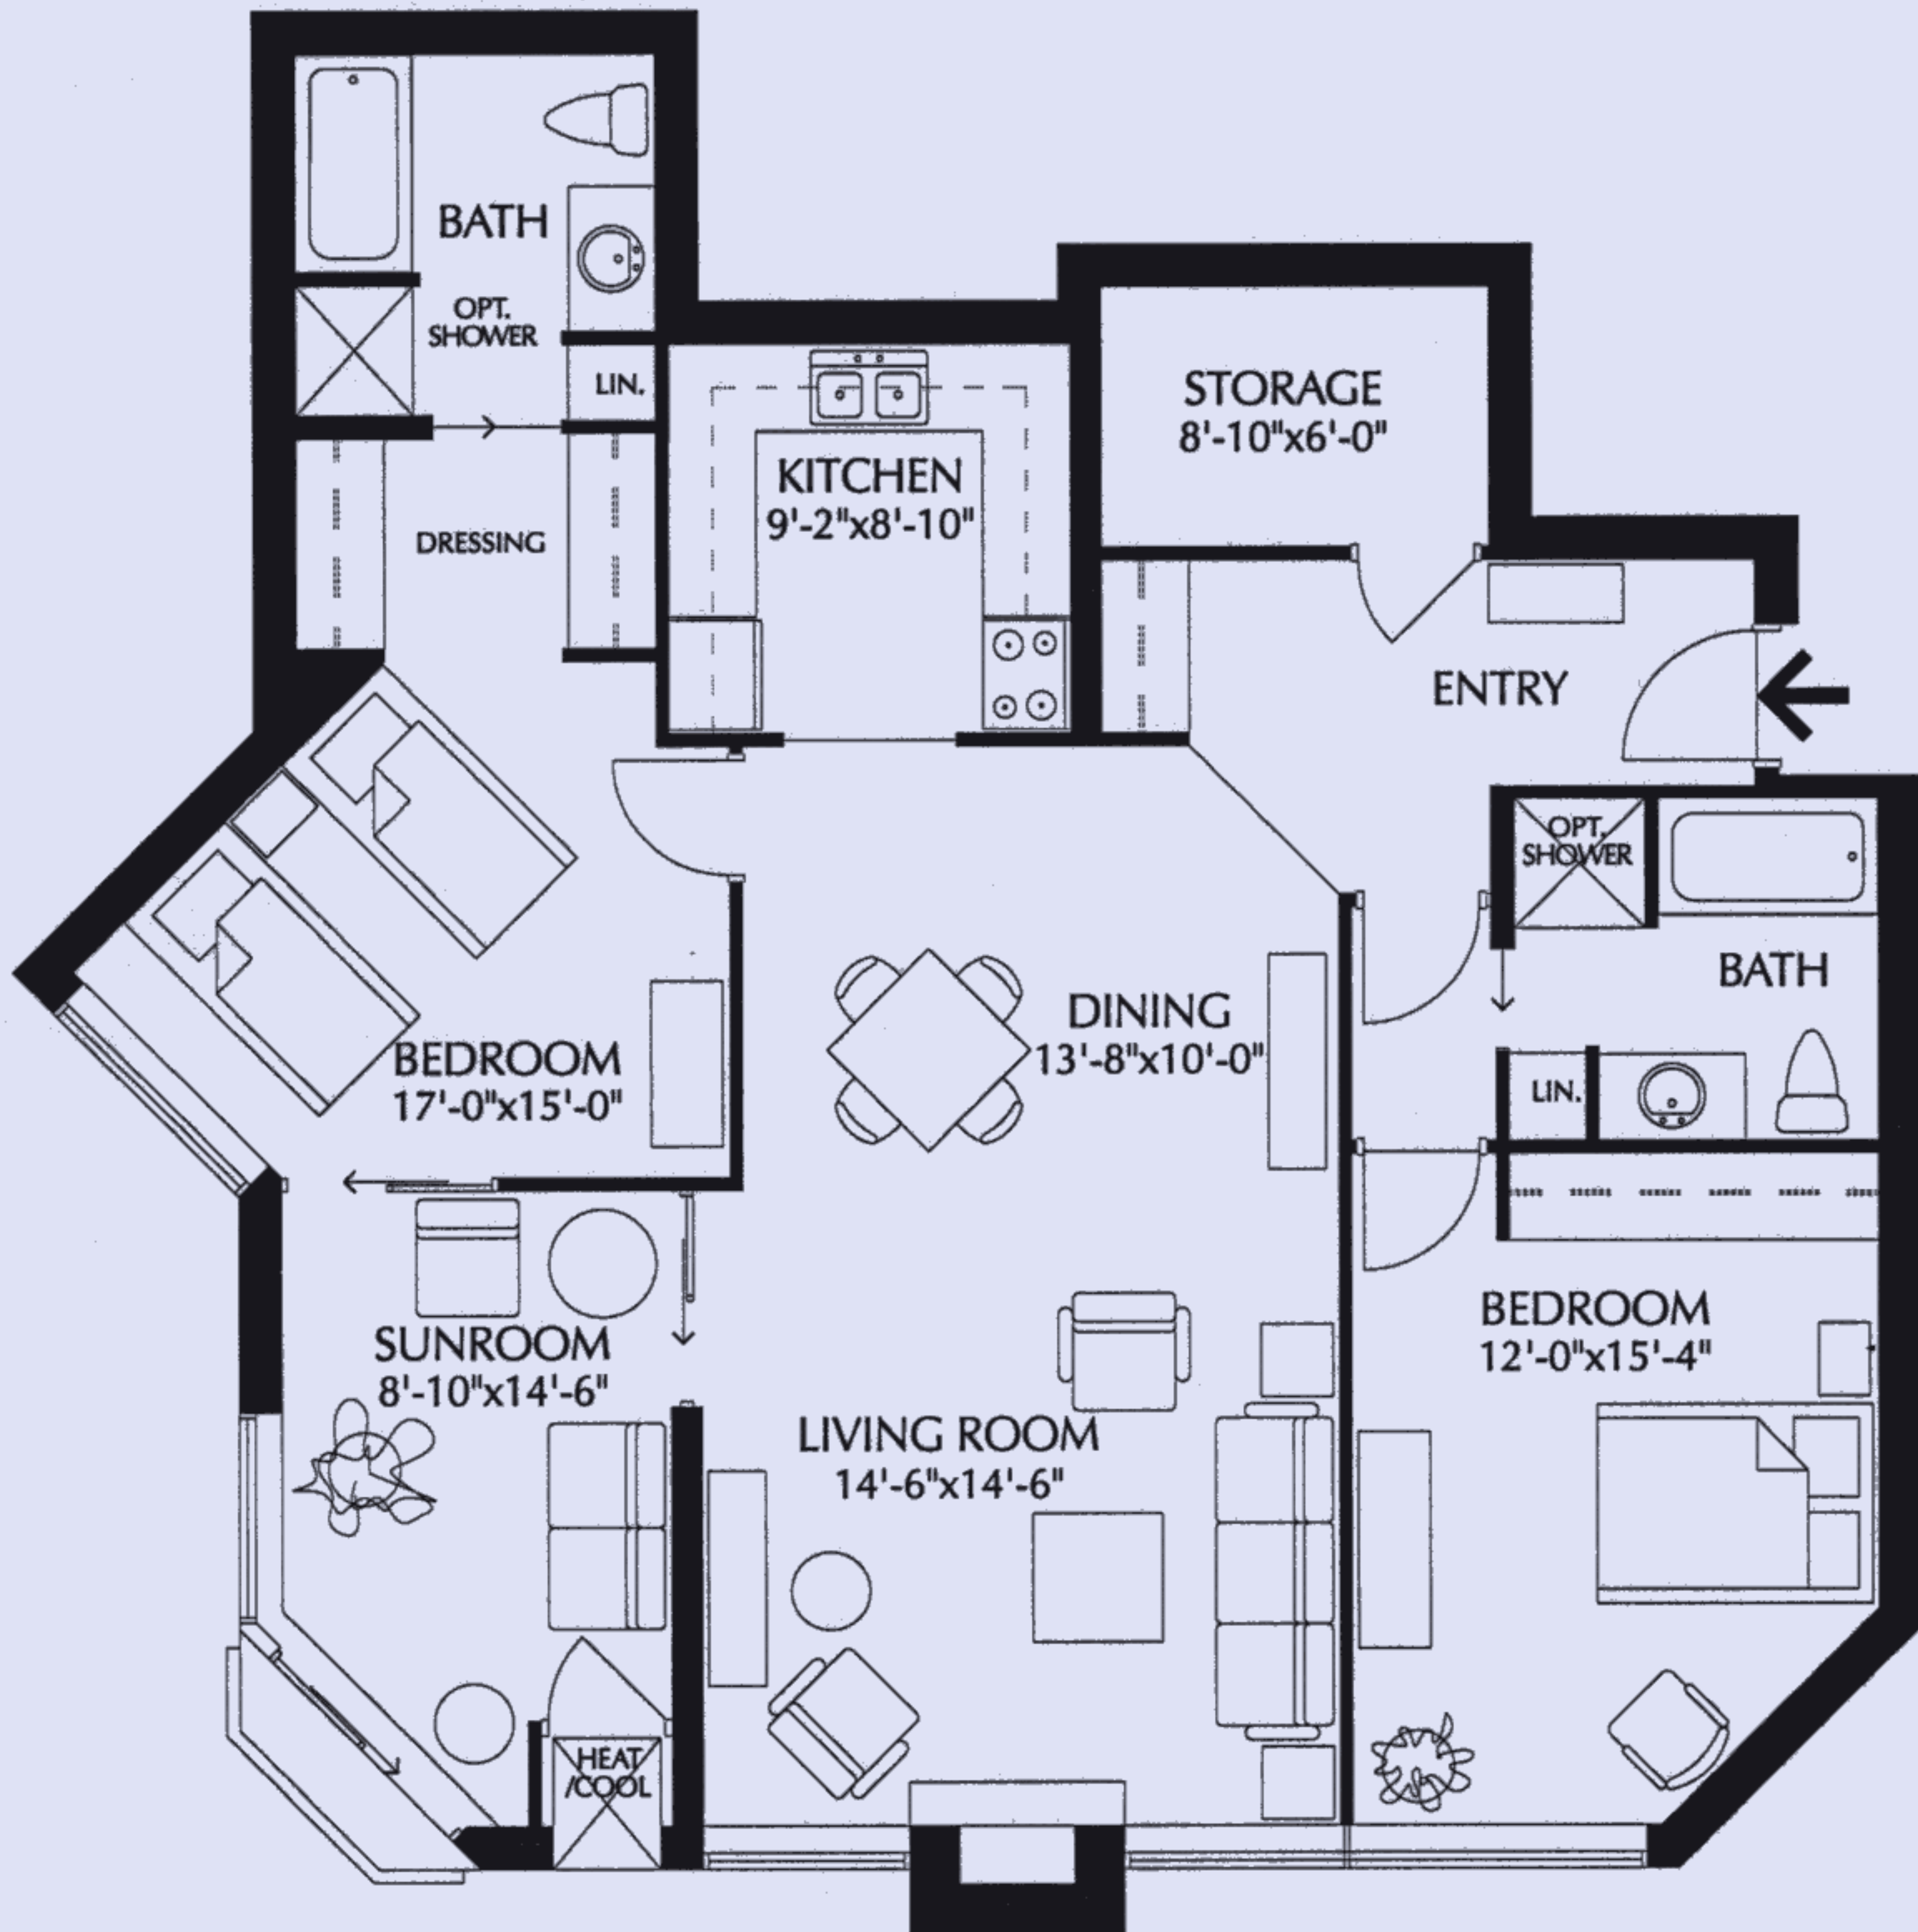 BATH
OPT.
SHOWER
LIN.
DRESSING
KITCHEN
9'-2"x8'-10"
STORAGE
8'-10"x6'-0"
ENTRY
OPT.
SHOWER
BATH
LIN.
DINING
13'-8"x10'-0"
BEDROOM
17'-0"x15'-0"
SUNROOM
8'-10"x14'-6"
LIVING ROOM
14'-6"x14'-6"
BEDROOM
12'-0"x15'-4"
HEAT
/COOL